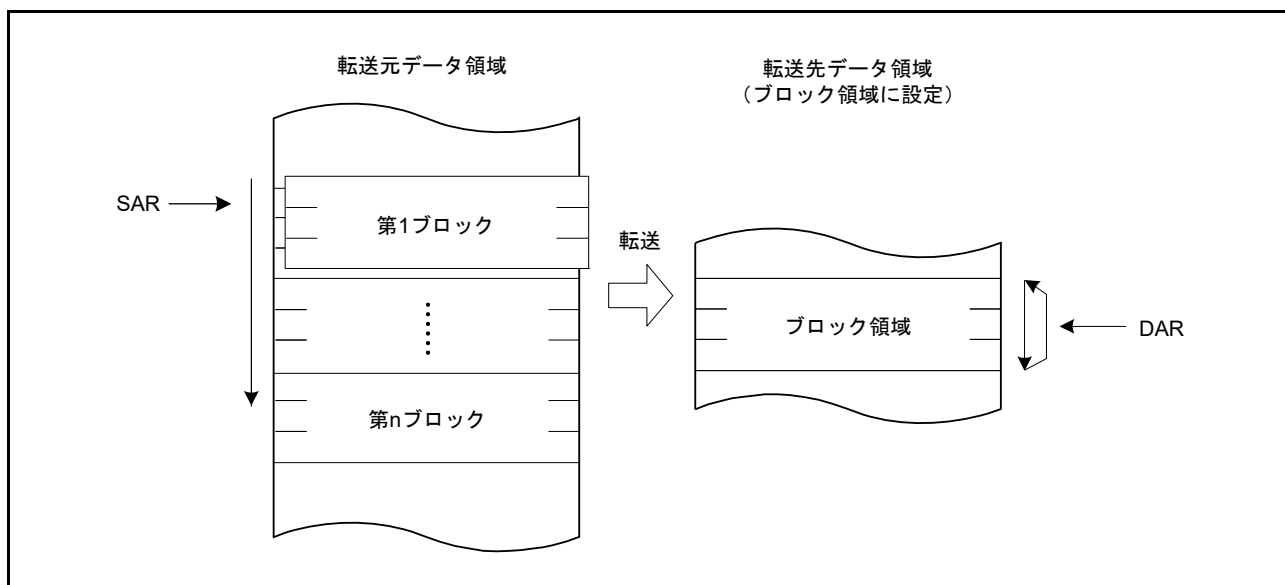 転送元データ領域
転送先データ領域
（ブロック領域に設定）
SAR
第1ブロック
転送
ブロック領域
DAR
第nブロック